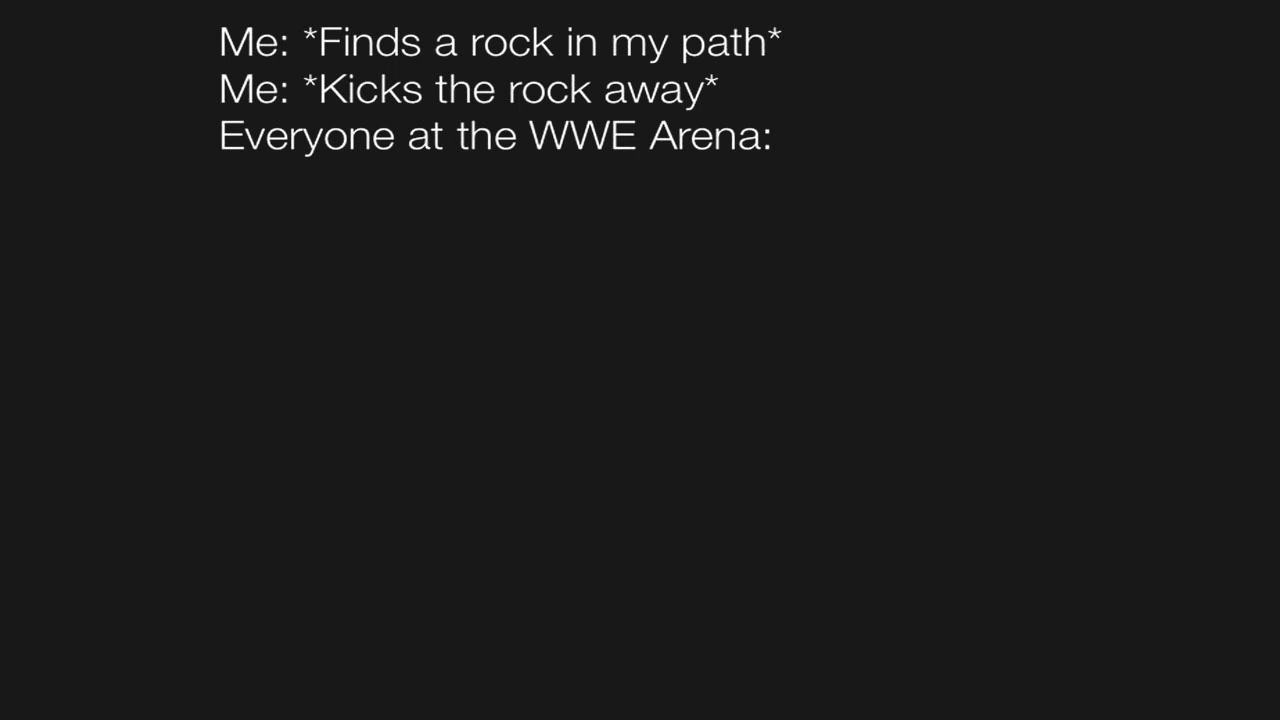 Me: *Finds a rock in my path*
Me: *Kicks the rock away*
Everyone at the WWE Arena: